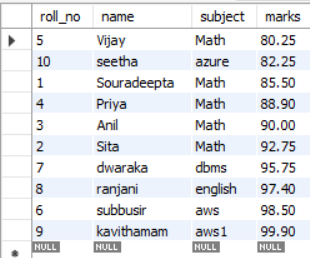 roll_no name subject marks
5 Vijay Math 80.25
10 seetha azure 82.25
1 Souradeepta Math 85.50
4 Priya Math 88.90
3 Anil Math 90.00
2 Sita Math 92.75
7 dwaraka dbms 95.75
8 ranjani english 97.40
6 subbusir aws 98.50
9 kavithamam aws1 99.90
NULL NULL NULL NULL